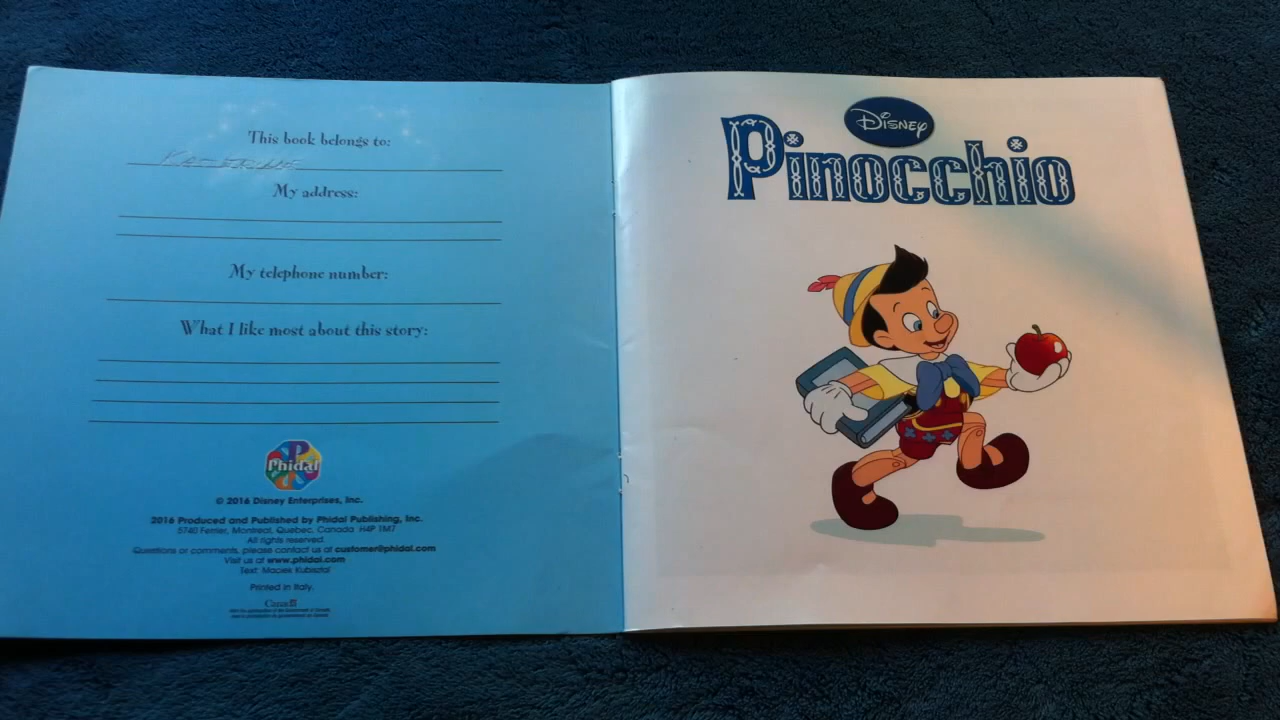 This book belongs to:
My address:
My telephone number:
What I like most about this story:
Phidal
© 2016 Disney Enterprises, Inc.
2016 Produced and Published by Phidal Publishing, Inc.
5740 Ferrier, Montreal, Quebec, Canada H4P 1M7
All rights reserved.
Questions or comments, please contact us at customer@phidal.com
Visit us at www.phidal.com
Text: Maciek Kubisztal
Printed in Italy.
Canada
Disney
Pinocchio